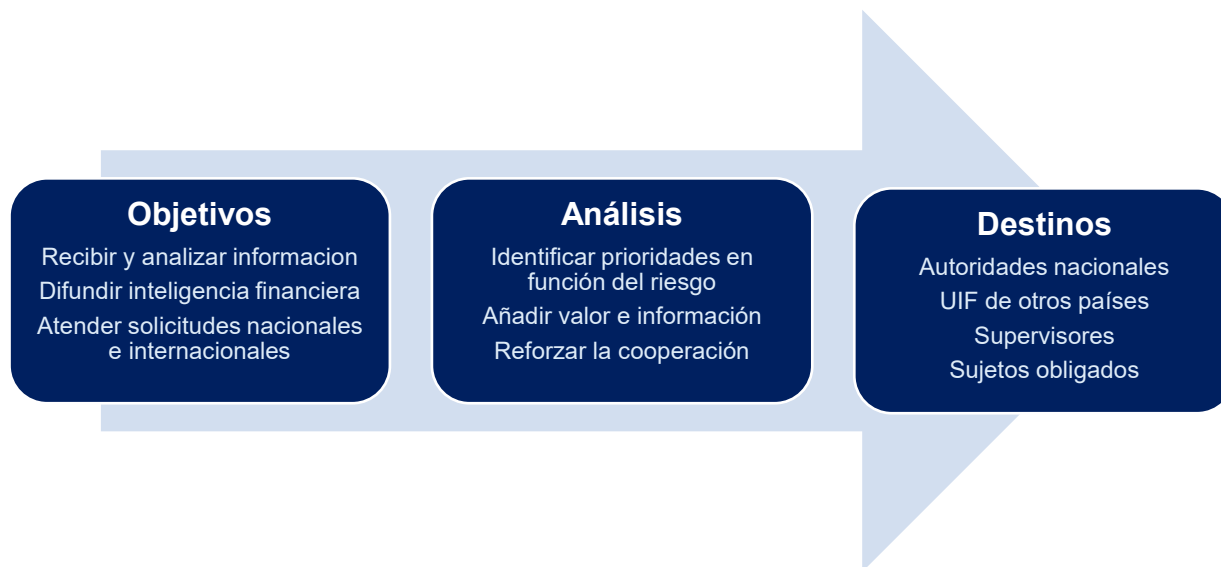 Objetivos
Recibir y analizar informacion
Difundir inteligencia financiera
Atender solicitudes nacionales
e internacionales
Análisis
Identificar prioridades en
función del riesgo
Añadir valor e información
Reforzar la cooperación
Destinos
Autoridades nacionales
UIF de otros países
Supervisores
Sujetos obligados